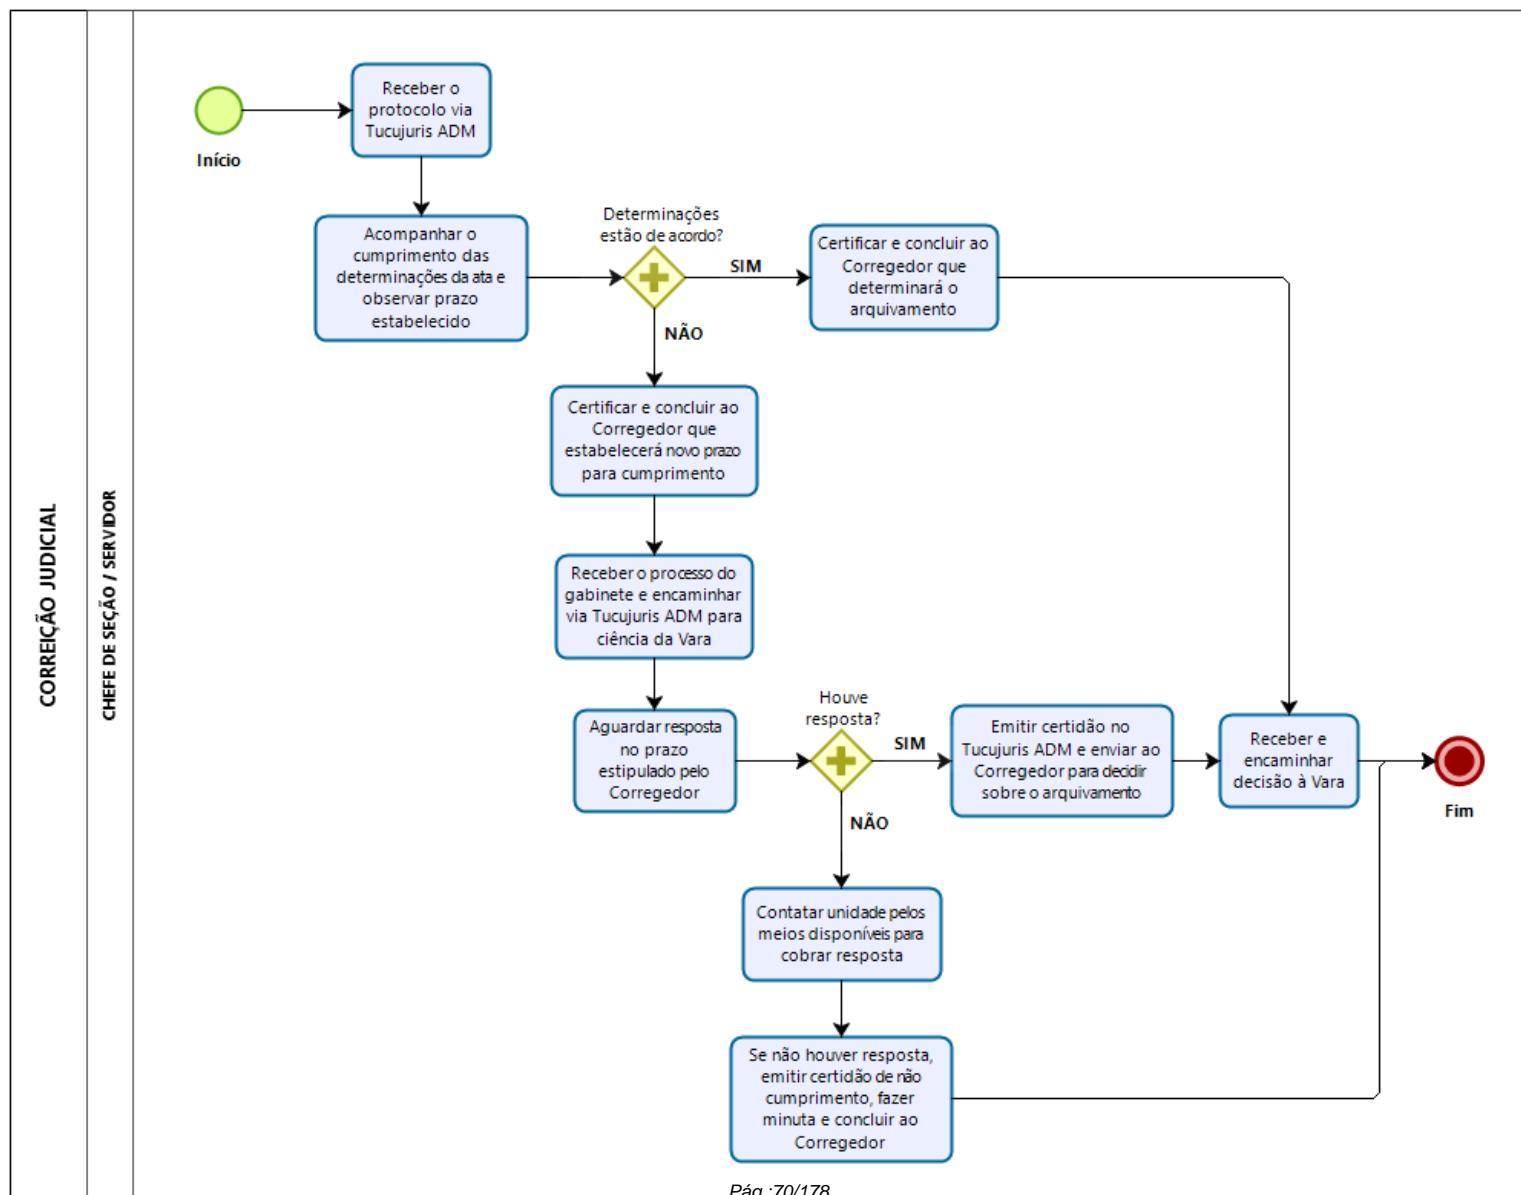 CORREIÇÃO JUDICIAL
CHEFE DE SEÇÃO / SERVIDOR
Início
Receber o
protocolo via
Tucujuris ADM
Acompanhar o
cumprimento das
determinações da ata e
observar prazo
estabelecido
Determinações
estão de acordo?
SIM
Certificar e concluir ao
Corregedor que
determinará o
arquivamento
NÃO
Certificar e concluir ao
Corregedor que
estabelecerá novo prazo
para cumprimento
Receber o processo do
gabinete e encaminhar
via Tucujuris ADM para
ciência da Vara
Aguardar resposta
no prazo
estipulado pelo
Corregedor
Houve
resposta?
SIM
Emitir certidão no
Tucujuris ADM e enviar ao
Corregedor para decidir
sobre o arquivamento
Receber e
encaminhar
decisão à Vara
Fim
NÃO
Contatar unidade pelos
meios disponíveis para
cobrar resposta
Se não houver resposta,
emitir certidão de não
cumprimento, fazer
minuta e concluir ao
Corregedor
Pág.:70/178